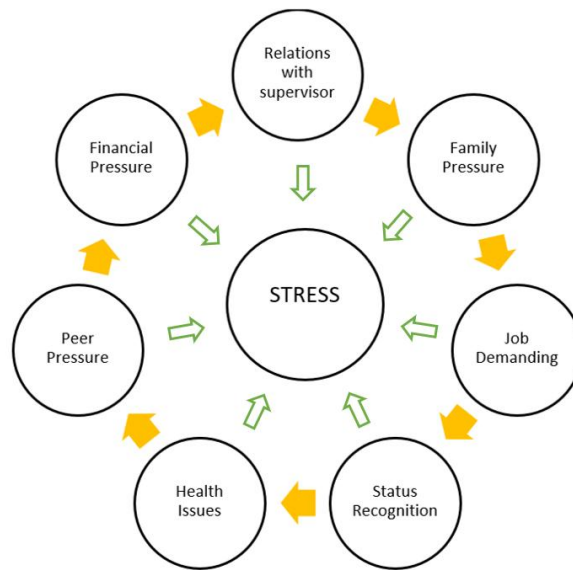 Relations
with
supervisor
Financial
Pressure
Family
Pressure
STRESS
Peer
Pressure
Job
Demanding
Health
Issues
Status
Recognition